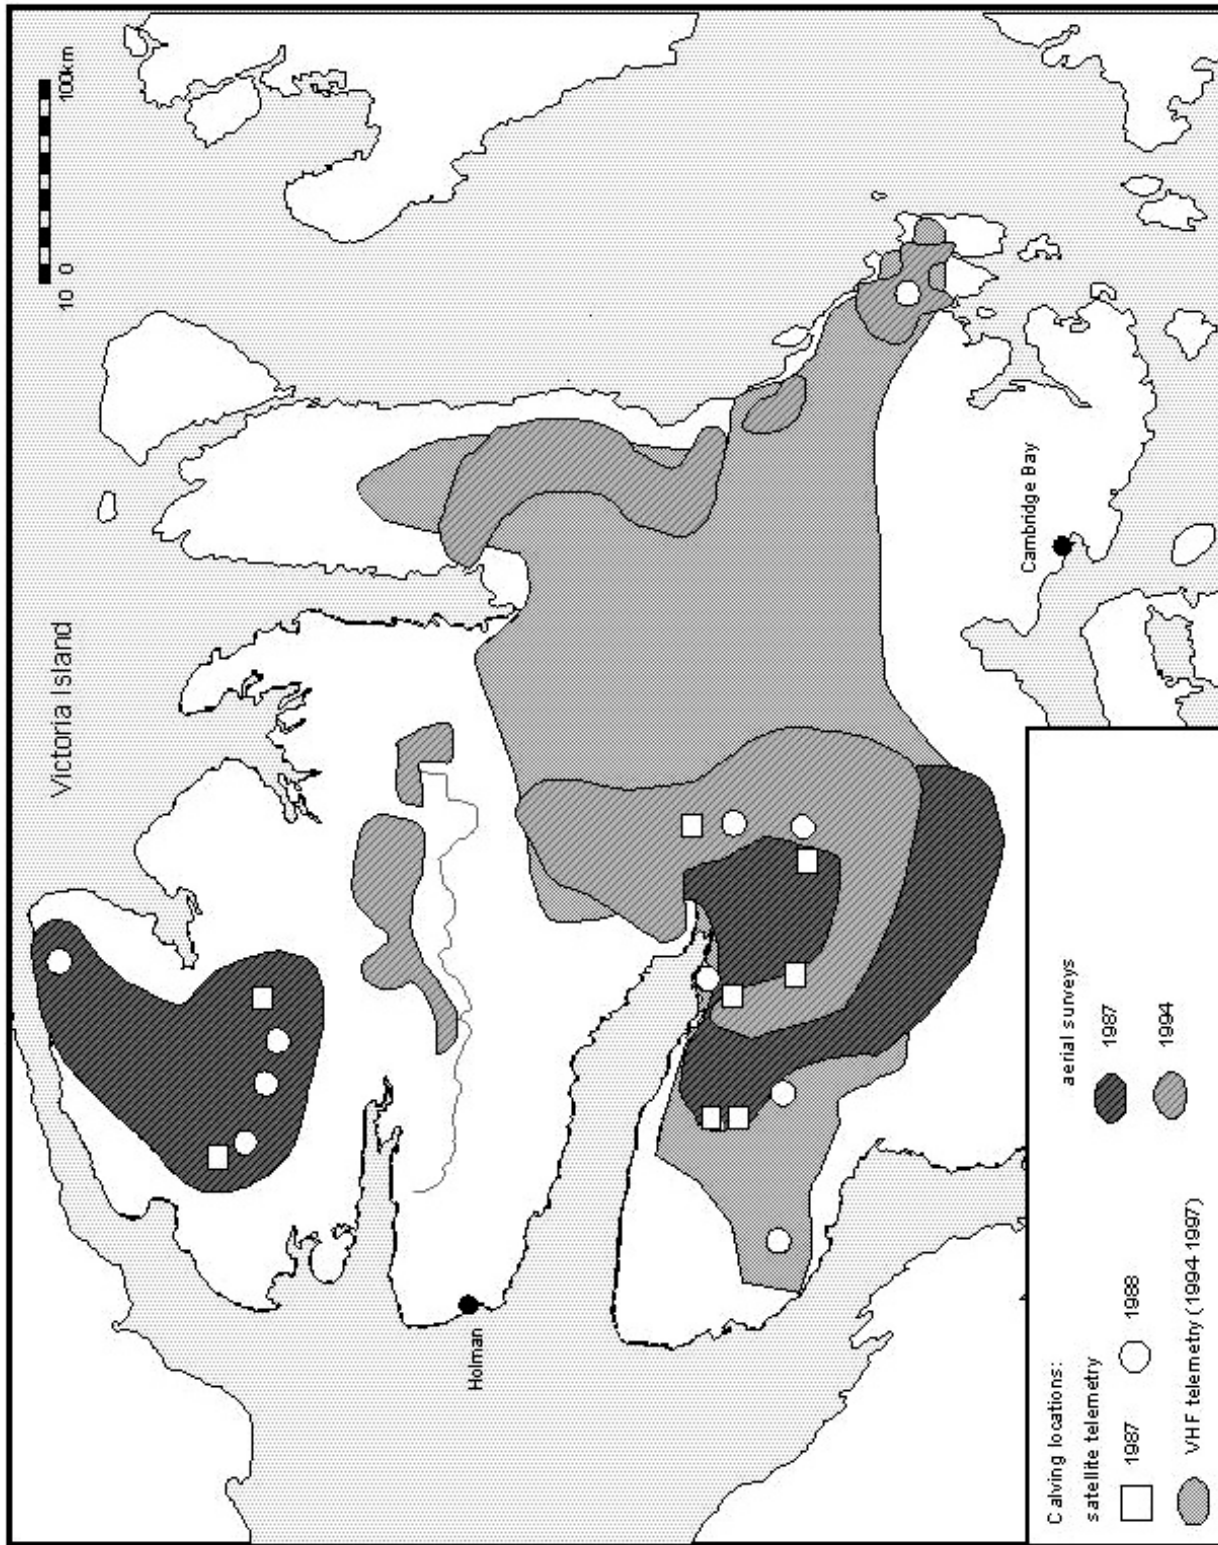 Victoria Island
10 0 100km
Holman
Cambridge Bay
Calving locations:
satellite telemetry
aerial surveys
1987 1988
1987
VHF telemetry (1994 1997)
1994